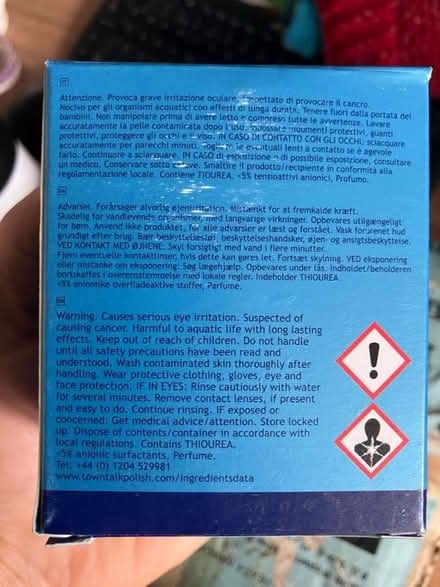 IT
Attenzione. Provoca grave irritazione oculare. Sospettato di provocare il cancro.
Nocivo per gli organismi acquatici con effetti di lunga durata. Tenere fuori dalla portata dei
bambini. Non manipolare prima di avere letto e compreso tutte le avvertenze. Lavare
accuratamente la pelle contaminata dopo l'uso. Indossare indumenti protettivi, guanti
protettivi, proteggere gli occhi e il viso. IN CASO DI CONTATTO CON GLI OCCHI: sciacquare
accuratamente per parecchi minuti. Togliere le eventuali lenti a contatto se è agevole
farlo. Continuare a sciacquare. IN CASO di esposizione o di possibile esposizione, consultare
un medico. Conservare sotto chiave. Smaltire il prodotto/recipiente in conformità alla
regolamentazione locale. Contiene TIOUREA. <5% tensioattivi anionici, Profumo.
Advarsel. Forårsager alvorlig øjenirritation. Mistænkt for at fremkalde kræft.
Skadelig for vandlevende organismer, med langvarige virkninger. Opbevares utilgængeligt
for børn. Anvend ikke produktet, før alle advarsler er læst og forstået. Vask forurenet hud
grundigt efter brug. Bær beskyttelsestøj, beskyttelseshandsker, øjen- og ansigtsbeskyttelse.
VED KONTAKT MED ØJNENE: Skyl forsigtigt med vand i flere minutter.
Fjern eventuelle kontaktlinser, hvis dette kan gøres let. Fortsæt skylning. VED eksponering
eller mistanke om eksponering: Søg lægehjælp. Opbevares under lås. Indholdet/beholderen
bortskaffes i overensstemmelse med lokale regler. Indeholder THIOUREA.
<5% anioniske overfladeaktive stoffer, Parfume.
Warning. Causes serious eye irritation. Suspected of
causing cancer. Harmful to aquatic life with long lasting
effects. Keep out of reach of children. Do not handle
until all safety precautions have been read and
understood. Wash contaminated skin thoroughly after
handling. Wear protective clothing, gloves, eye and
face protection. IF IN EYES: Rinse cautiously with water
for several minutes. Remove contact lenses, if present
and easy to do. Continue rinsing. IF exposed or
concerned: Get medical advice/attention. Store locked
up. Dispose of contents/container in accordance with
local regulations. Contains THIOUREA.
<5% anionic surfactants, Perfume.
Tel: +44 (0) 1204 529981
www.towntalkpolish.com/ingredientsdata